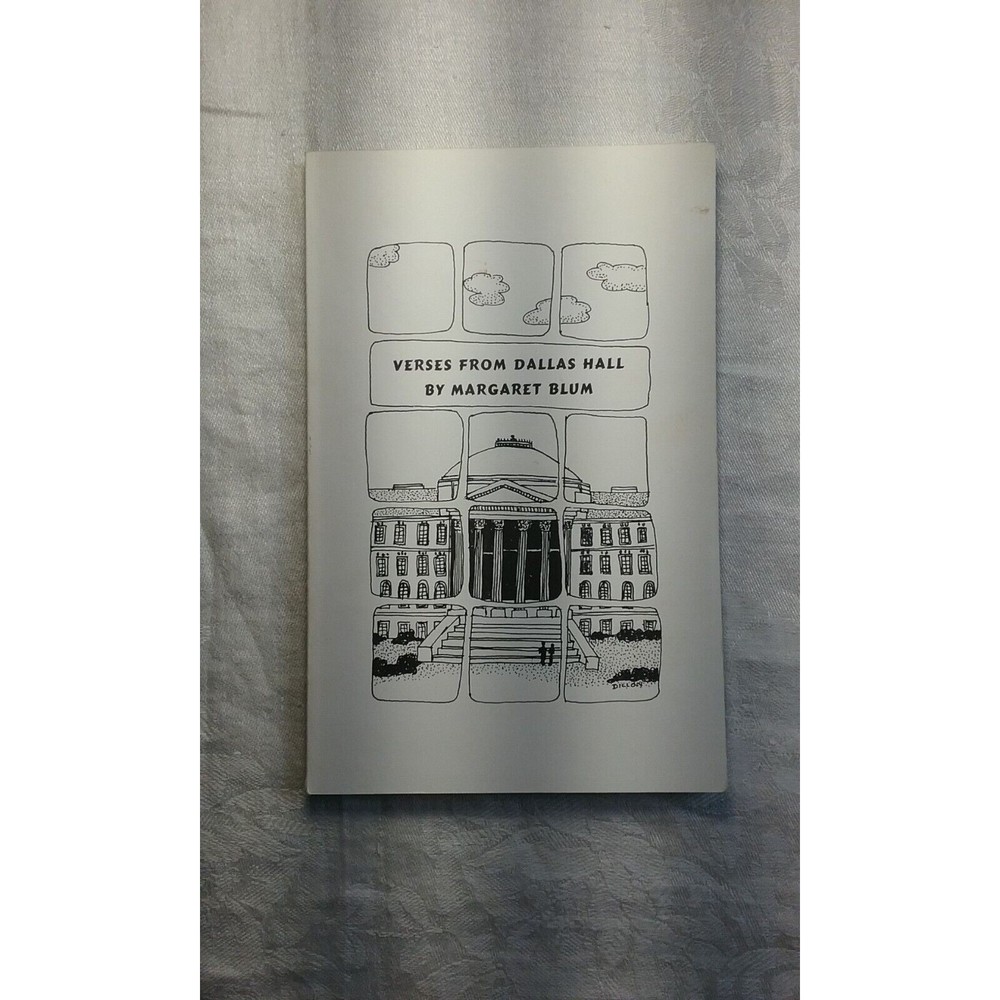 VERSES FROM DALLAS HALL
BY MARGARET BLUM